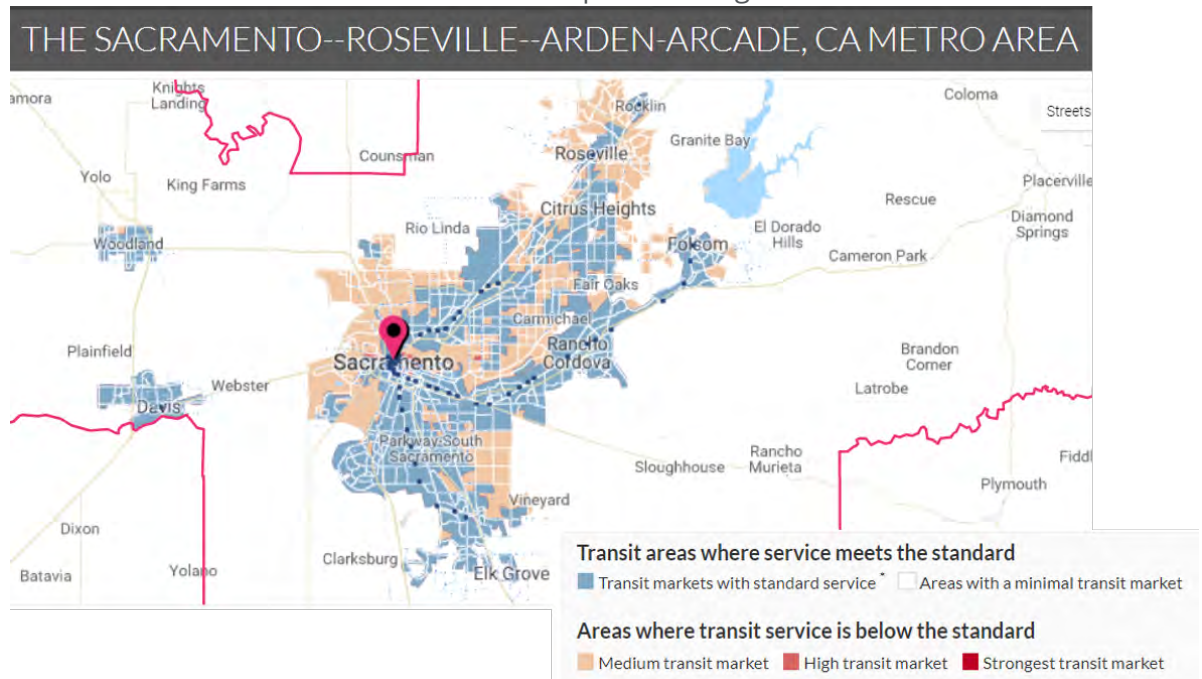 THE SACRAMENTO--ROSEVILLE--ARDEN-ARCADE, CA METRO AREA
amora
Knights
Landing
Rocklin
Coloma
Streets
Counsman
Roseville
Granite Bay
Yolo
King Farms
Placerville
Rescue
Citrus Heights
Diamond
Springs
Rio Linda
El Dorado
Hills
Woodland
Folsom
Cameron Park
Fair Oaks
Carmichael
Plainfield
Rancho
Cordova
Brandon
Corner
Sacramento
Webster
Latrobe
Davis
Parkway-South
Sacramento
Rancho
Murieta
Sloughhouse
Fiddl
Plymouth
Vineyard
Dixon
Clarksburg
Yolano
Batavia
Elk Grove
Transit areas where service meets the standard
Transit markets with standard service * Areas with a minimal transit market
Areas where transit service is below the standard
Medium transit market High transit market Strongest transit market